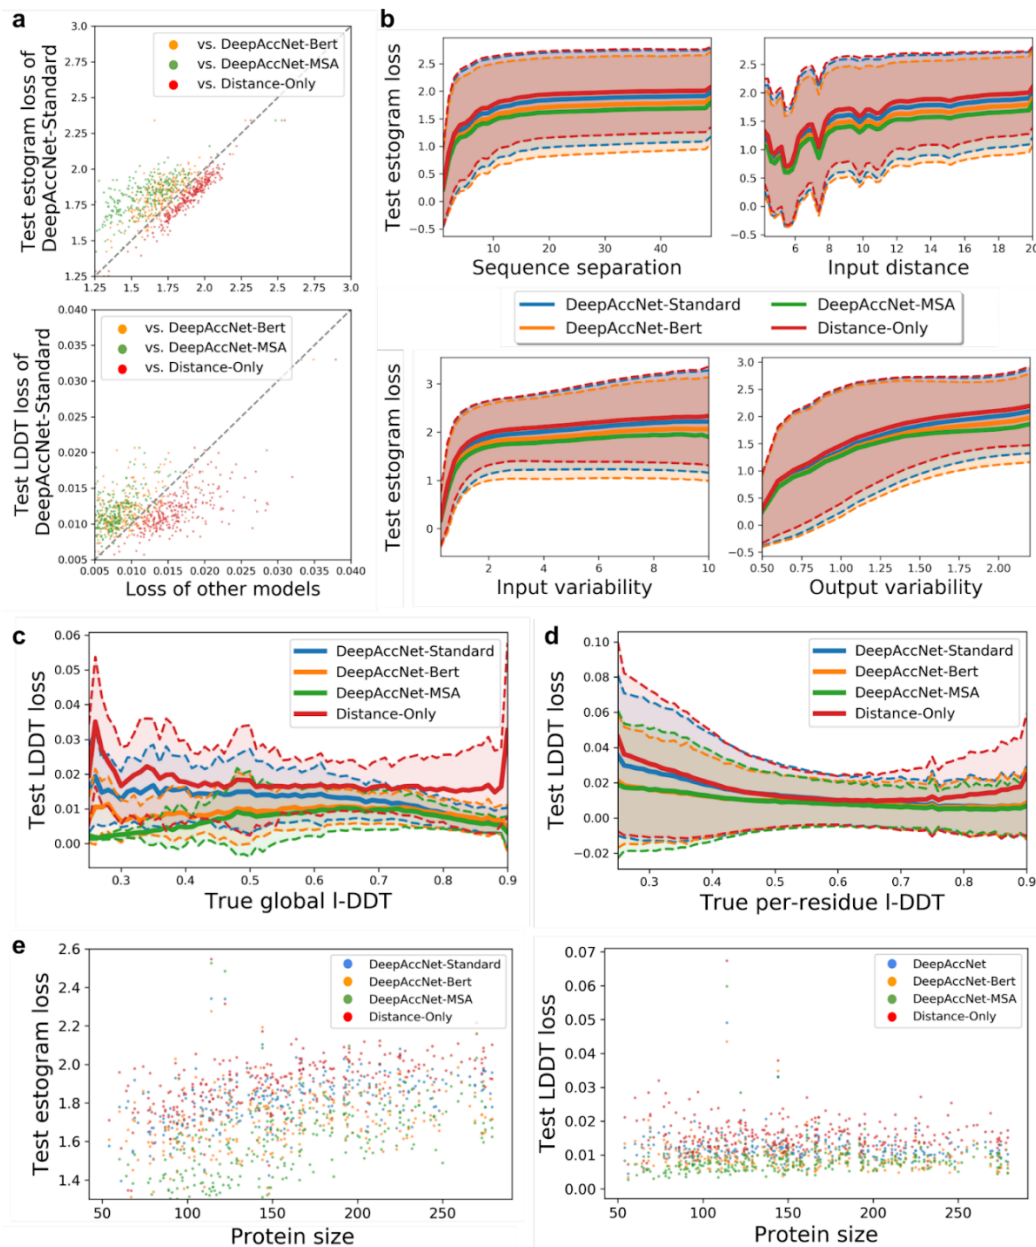 a
Test estogram loss of
DeepAccNet-Standard
3.0
2.75
2.5
2.25
2.0
1.75
1.5
1.25
vs. DeepAccNet-Bert
vs. DeepAccNet-MSA
vs. Distance-Only
1.25 1.5 1.75 2.0 2.25 2.5 2.75 3.0
Test LDDT loss of
DeepAccNet-Standard
0.040
0.035
0.030
0.025
0.020
0.015
0.010
0.005
vs. DeepAccNet-Bert
vs. DeepAccNet-MSA
vs. Distance-Only
0.005 0.010 0.015 0.020 0.025 0.030 0.035 0.040
Loss of other models
b
Test estogram loss
2.5
2.0
1.5
1.0
0.5
0.0
−0.5
10 20 30 40
Sequence separation
2.5
2.0
1.5
1.0
0.5
0.0
−0.5
6 8 10 12 14 16 18 20
Input distance
DeepAccNet-Standard
DeepAccNet-Bert
DeepAccNet-MSA
Distance-Only
Test estogram loss
3
2
1
0
2 4 6 8 10
Input variability
3.0
2.5
2.0
1.5
1.0
0.5
0.0
−0.5
0.50 0.75 1.00 1.25 1.50 1.75 2.00
Output variability
c
Test LDDT loss
0.06
0.05
0.04
0.03
0.02
0.01
0.00
DeepAccNet-Standard
DeepAccNet-Bert
DeepAccNet-MSA
Distance-Only
0.3 0.4 0.5 0.6 0.7 0.8 0.9
True global l-DDT
d
Test LDDT loss
0.10
0.08
0.06
0.04
0.02
0.00
−0.02
DeepAccNet-Standard
DeepAccNet-Bert
DeepAccNet-MSA
Distance-Only
0.3 0.4 0.5 0.6 0.7 0.8 0.9
True per-residue l-DDT
e
Test estogram loss
2.6
2.4
2.2
2.0
1.8
1.6
1.4
DeepAccNet-Standard
DeepAccNet-Bert
DeepAccNet-MSA
Distance-Only
50 100 150 200 250
Protein size
Test LDDT loss
0.07
0.06
0.05
0.04
0.03
0.02
0.01
0.00
DeepAccNet
DeepAccNet-Bert
DeepAccNet-MSA
Distance-Only
50 100 150 200 250
Protein size